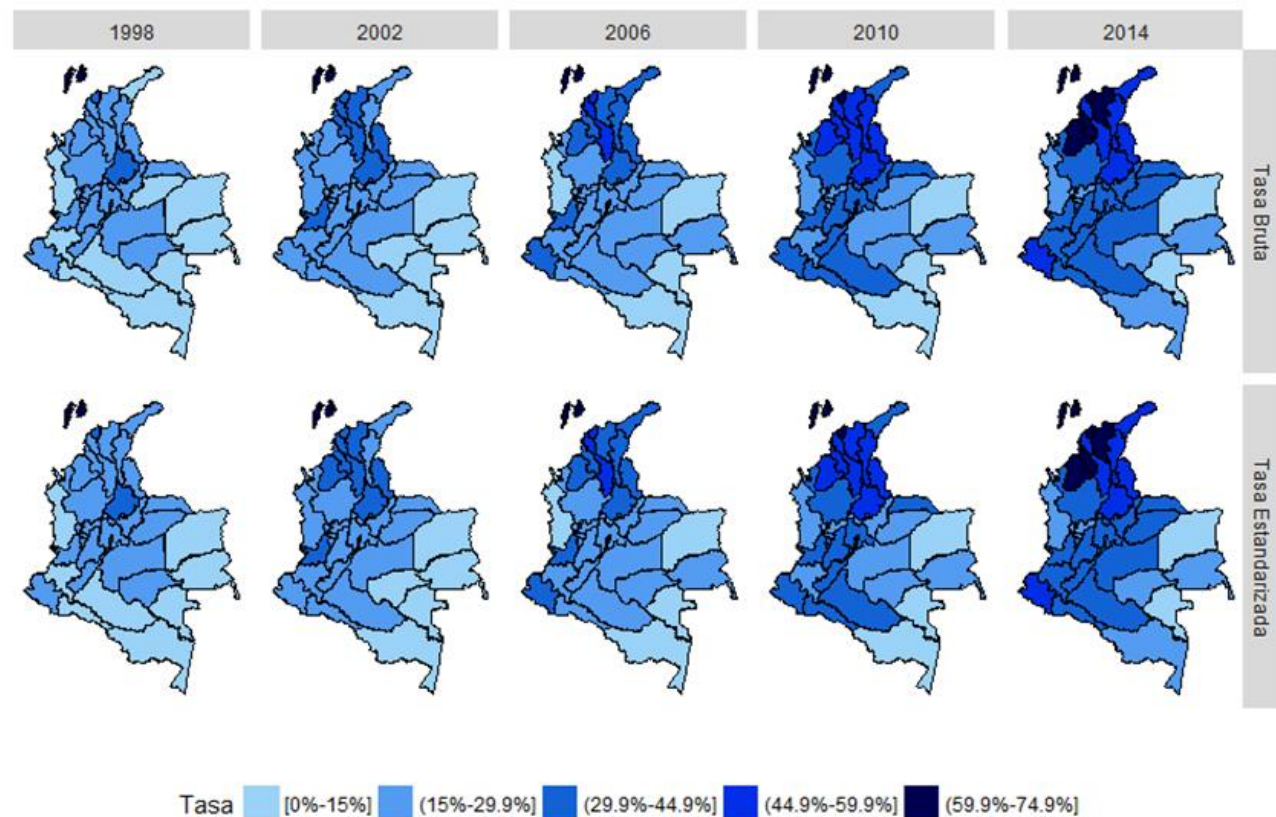 1998 2002 2006 2010 2014
Tasa Bruta
Tasa Estandarizada
Tasa [0%-15%] (15%-29.9%] (29.9%-44.9%] (44.9%-59.9%] (59.9%-74.9%]